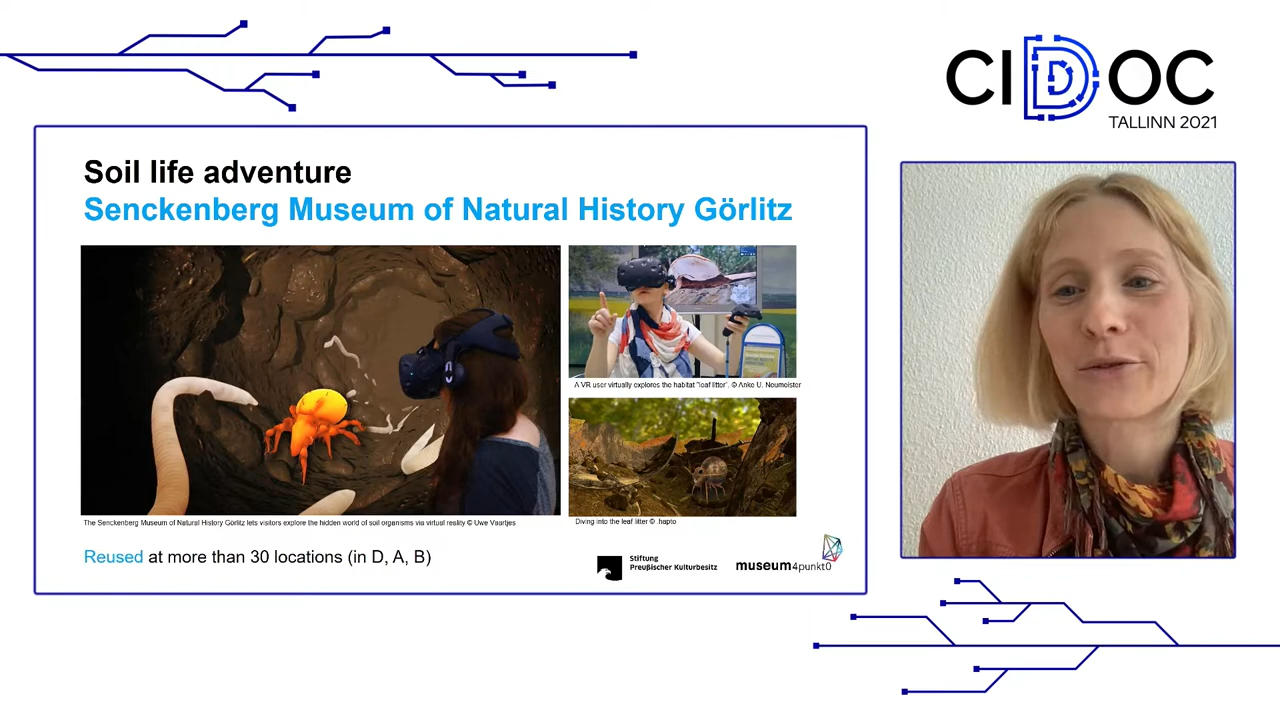 CIDOC
TALLINN 2021
Soil life adventure
Senckenberg Museum of Natural History Görlitz
A VR user virtually explores the habitat "leaf litter". © Anke U. Neumeister
The Senckenberg Museum of Natural History Görlitz lets visitors explore the hidden world of soil organisms via virtual reality © Uwe Vaartjes
Diving into the leaf litter © .hapto
Reused at more than 30 locations (in D, A, B)
Stiftung
Preußischer Kulturbesitz
museum4punkt0